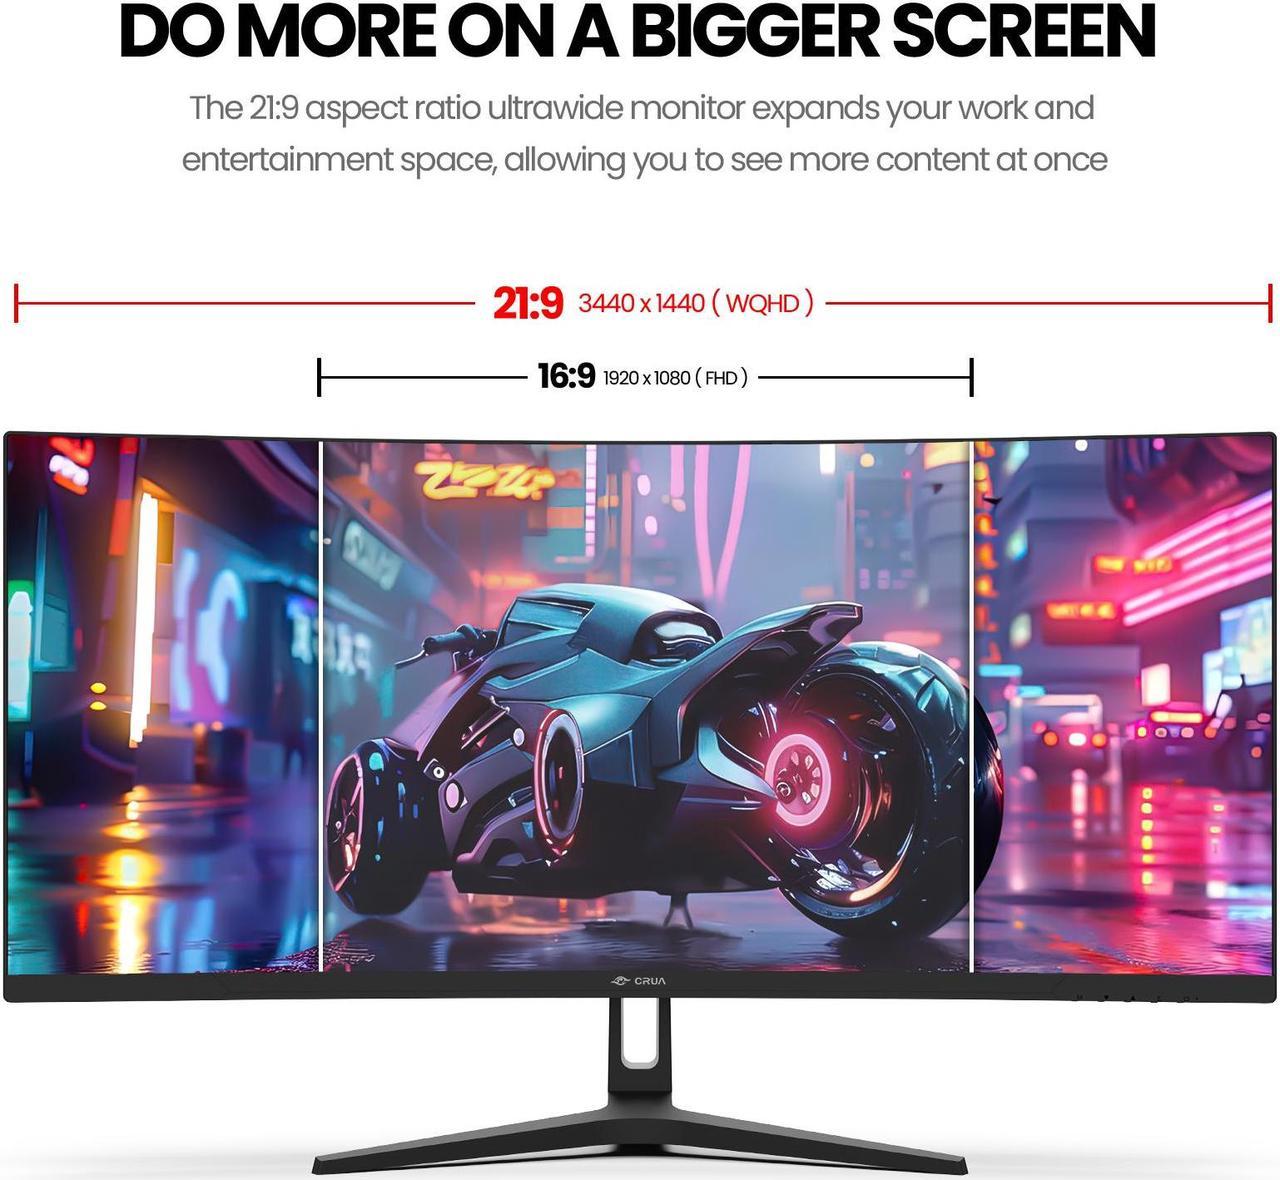 DO MORE ON A BIGGER SCREEN
The 21:9 aspect ratio ultrawide monitor expands your work and
entertainment space, allowing you to see more content at once
21:9 3440 x 1440 ( WQHD )
16:9 1920 x 1080 ( FHD )
CRUA